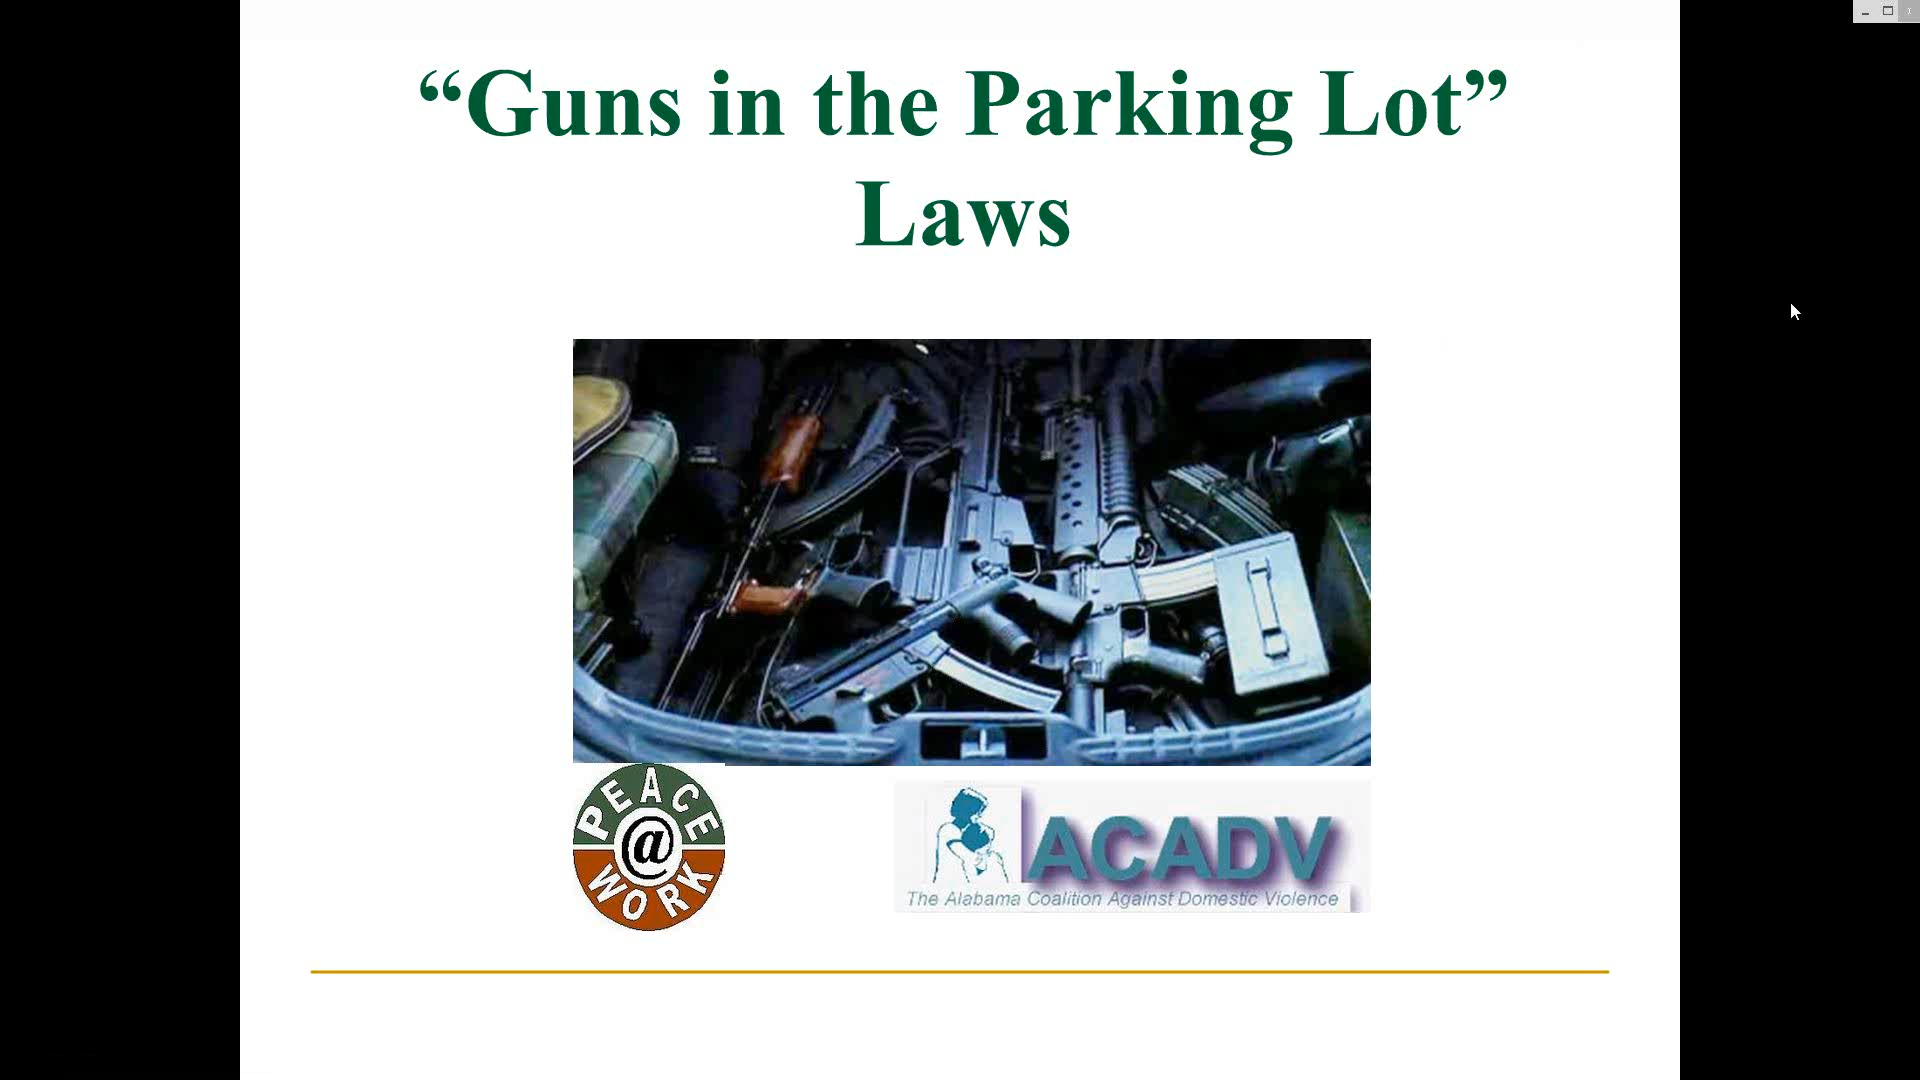 “Guns in the Parking Lot”
Laws
PEACE
@
WORK
ACADV
The Alabama Coalition Against Domestic Violence